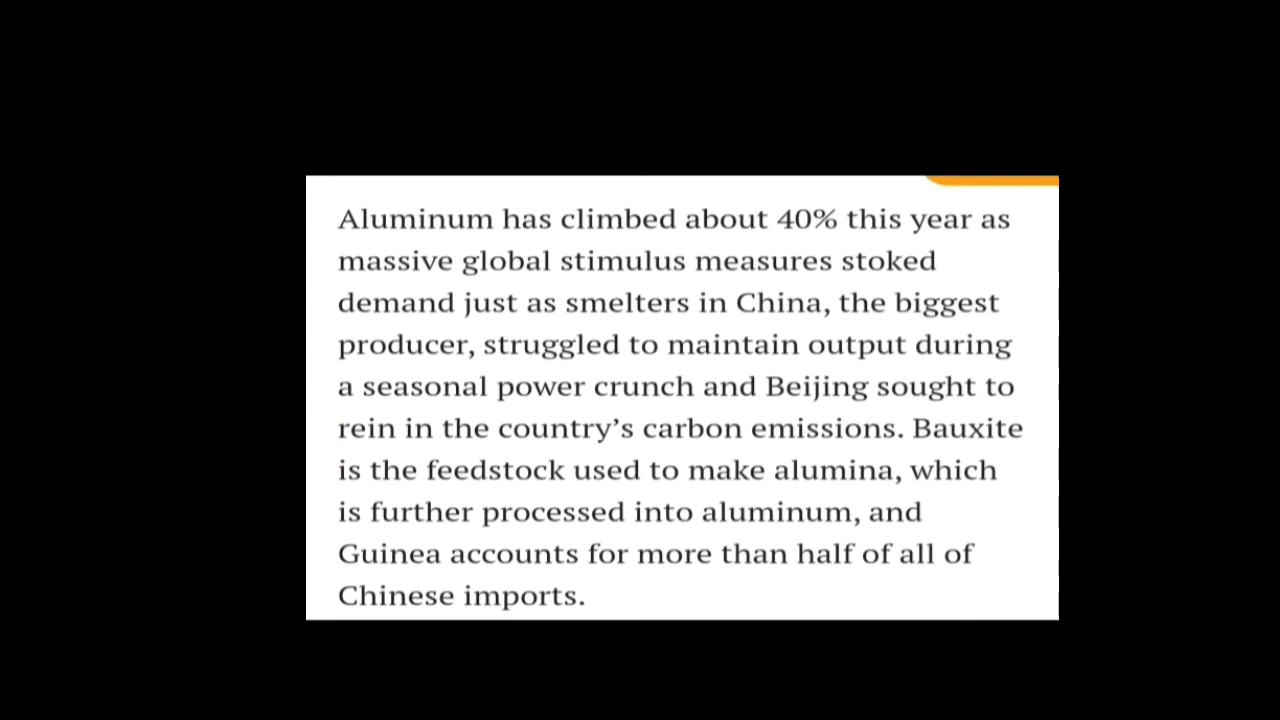 Aluminum has climbed about 40% this year as
massive global stimulus measures stoked
demand just as smelters in China, the biggest
producer, struggled to maintain output during
a seasonal power crunch and Beijing sought to
rein in the country’s carbon emissions. Bauxite
is the feedstock used to make alumina, which
is further processed into aluminum, and
Guinea accounts for more than half of all of
Chinese imports.